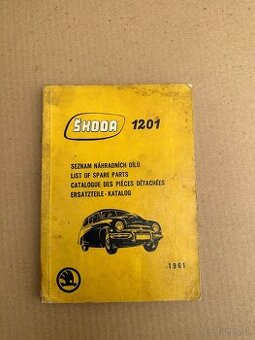 ŠKODA 1201
SEZNAM NÁHRADNÍCH DÍLŮ
LIST OF SPARE PARTS
CATALOGUE DES PIÈCES DÉTACHÉES
ERSATZTEILE - KATALOG
1961